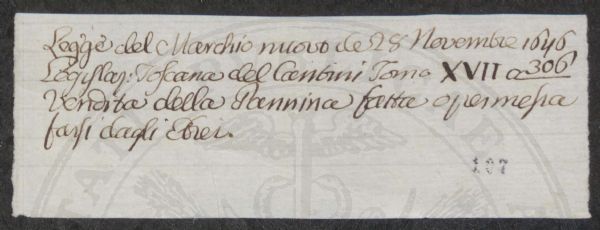 Legge del Marchio nuovo de 28 Novembre 1646
Legislaz: Toscana del Cantini Tomo XVII a 306
Vendita della Pannina fatta o permessa
farsi dagli Ebrei.
107